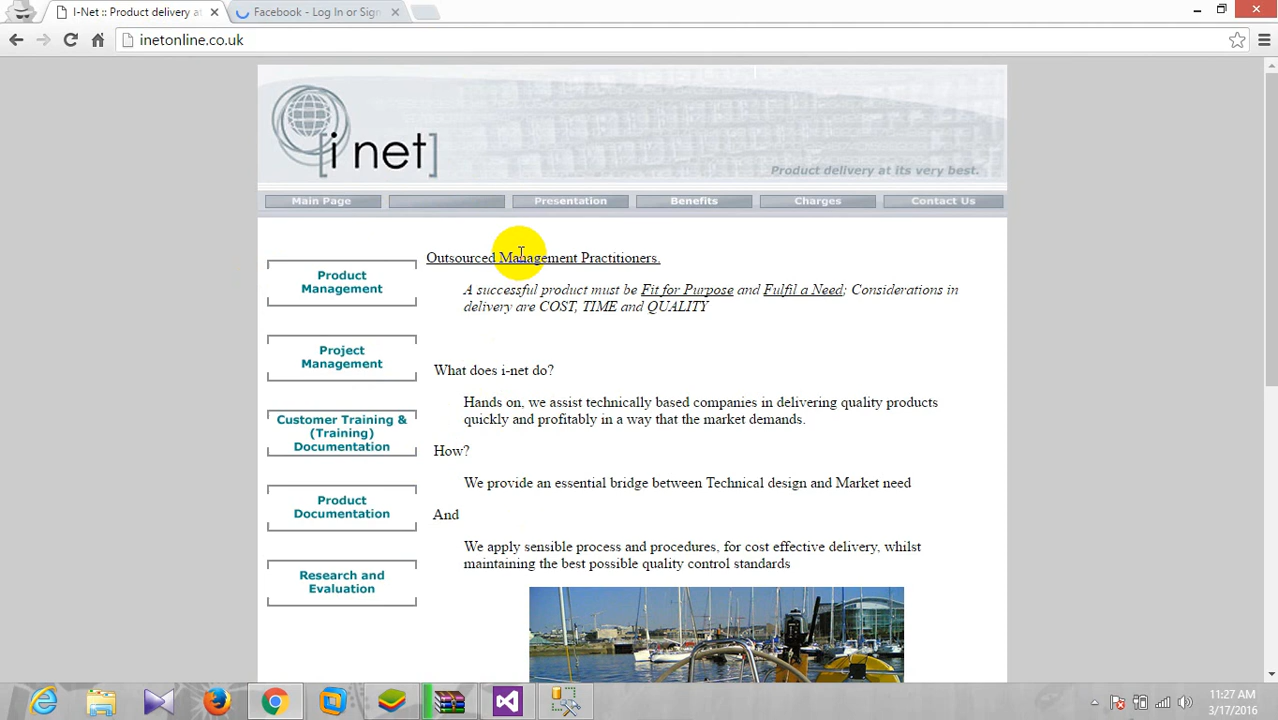 I-Net :: Product delivery at
Facebook - Log In or Sign
inetonline.co.uk
[i net]
Product delivery at its very best.
Main Page
Presentation
Benefits
Charges
Contact Us
Outsourced Management Practitioners.
A successful product must be Fit for Purpose and Fulfil a Need; Considerations in
delivery are COST, TIME and QUALITY
Product
Management
Project
Management
Customer Training &
(Training)
Documentation
Product
Documentation
Research and
Evaluation
What does i-net do?
Hands on, we assist technically based companies in delivering quality products
quickly and profitably in a way that the market demands.
How?
We provide an essential bridge between Technical design and Market need
And
We apply sensible process and procedures, for cost effective delivery, whilst
maintaining the best possible quality control standards
11:27 AM
3/17/2016